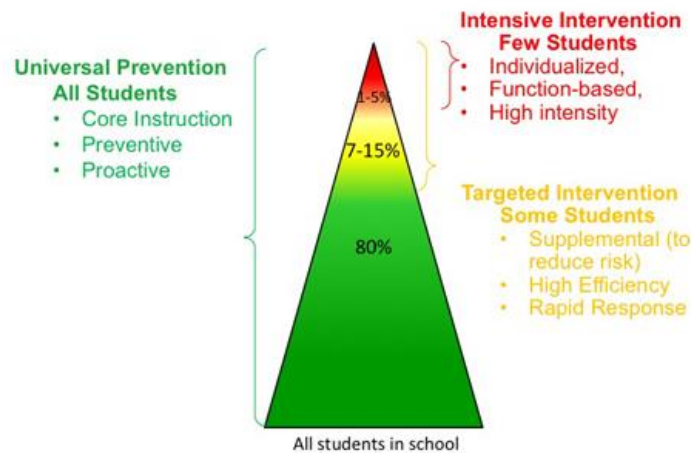 Universal Prevention
All Students
• Core Instruction
• Preventive
• Proactive
Intensive Intervention
Few Students
• Individualized,
• Function-based,
• High intensity
1-5%
7-15%
80%
Targeted Intervention
Some Students
• Supplemental (to
reduce risk)
• High Efficiency
• Rapid Response
All students in school